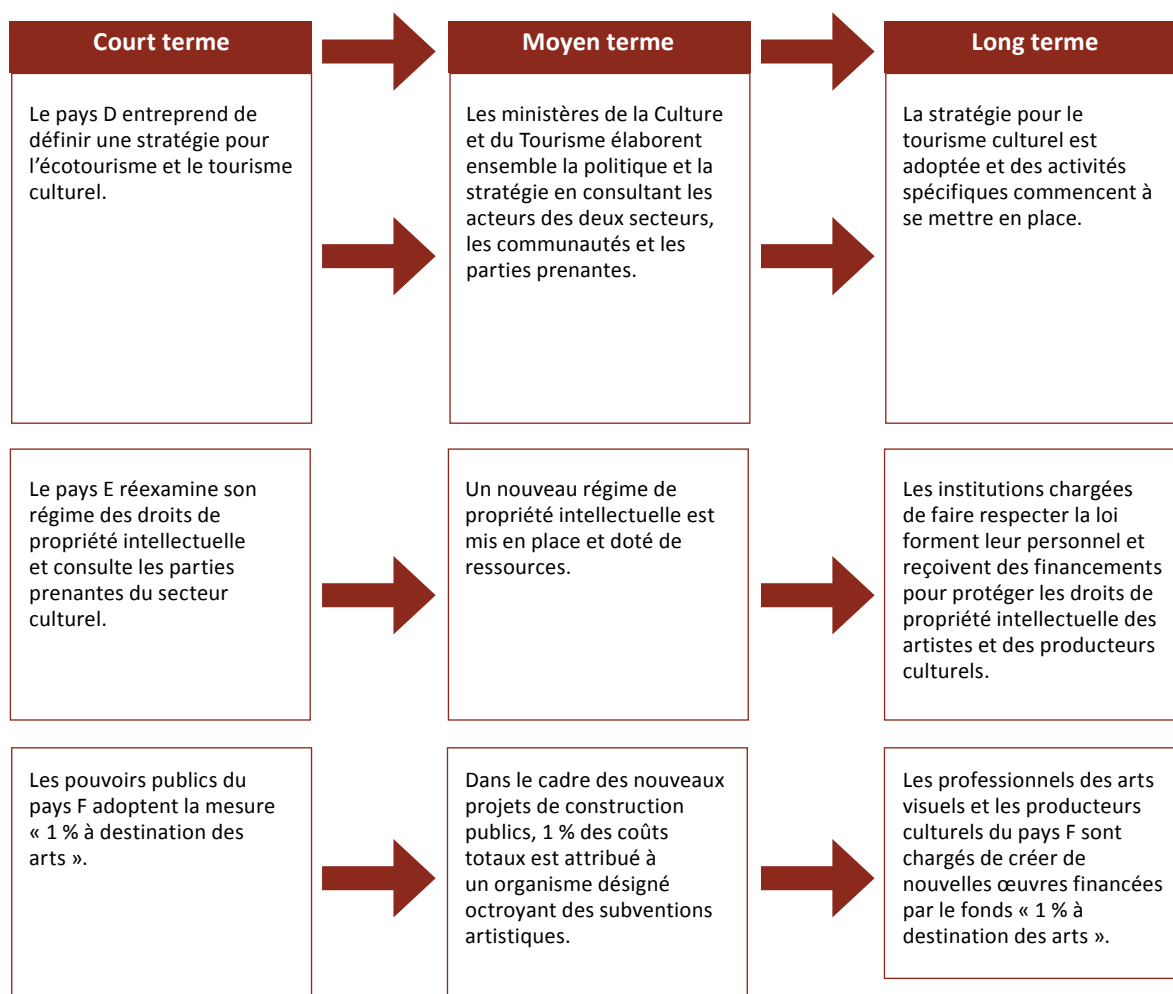 Court terme
Moyen terme
Long terme
Le pays D entreprend de
définir une stratégie pour
l’écotourisme et le tourisme
culturel.
Les ministères de la Culture
et du Tourisme élaborent
ensemble la politique et la
stratégie en consultant les
acteurs des deux secteurs,
les communautés et les
parties prenantes.
La stratégie pour le
tourisme culturel est
adoptée et des activités
spécifiques commencent à
se mettre en place.
Le pays E réexamine son
régime des droits de
propriété intellectuelle
et consulte les parties
prenantes du secteur
culturel.
Un nouveau régime de
propriété intellectuelle est
mis en place et doté de
ressources.
Les institutions chargées
de faire respecter la loi
forment leur personnel et
reçoivent des financements
pour protéger les droits de
propriété intellectuelle des
artistes et des producteurs
culturels.
Les pouvoirs publics du
pays F adoptent la mesure
« 1 % à destination des
arts ».
Dans le cadre des nouveaux
projets de construction
publics, 1 % des coûts
totaux est attribué à
un organisme désigné
octroyant des subventions
artistiques.
Les professionnels des arts
visuels et les producteurs
culturels du pays F sont
chargés de créer de
nouvelles œuvres financées
par le fonds « 1 % à
destination des arts ».